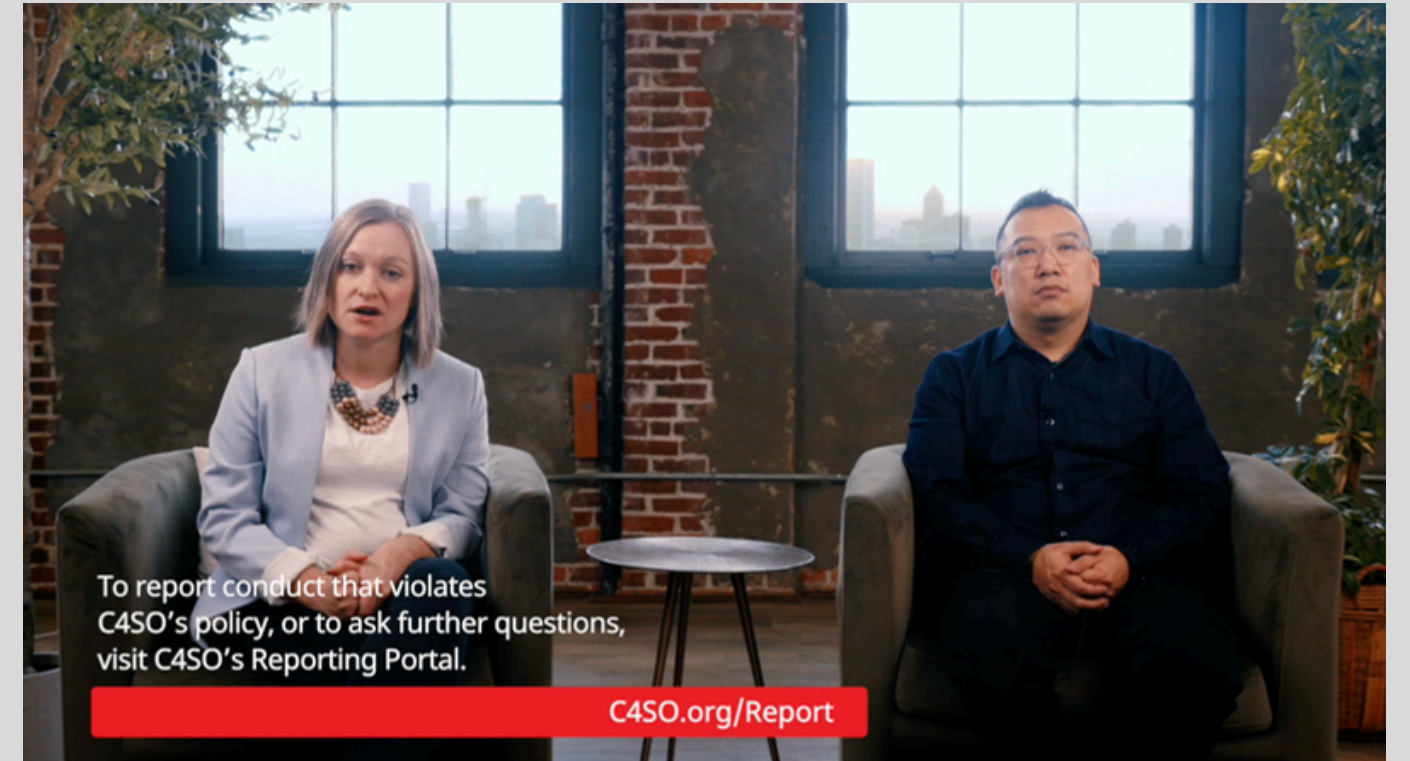 To report conduct that violates
C4SO’s policy, or to ask further questions,
visit C4SO’s Reporting Portal.
C4SO.org/Report